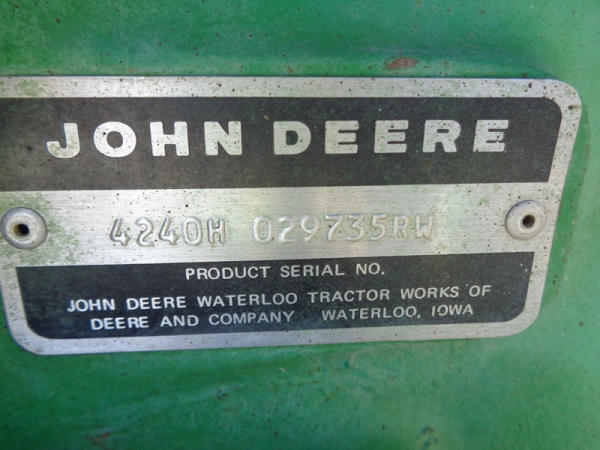 JOHN DEERE
4240H 029735RW
PRODUCT SERIAL NO.
JOHN DEERE WATERLOO TRACTOR WORKS OF
DEERE AND COMPANY WATERLOO, IOWA